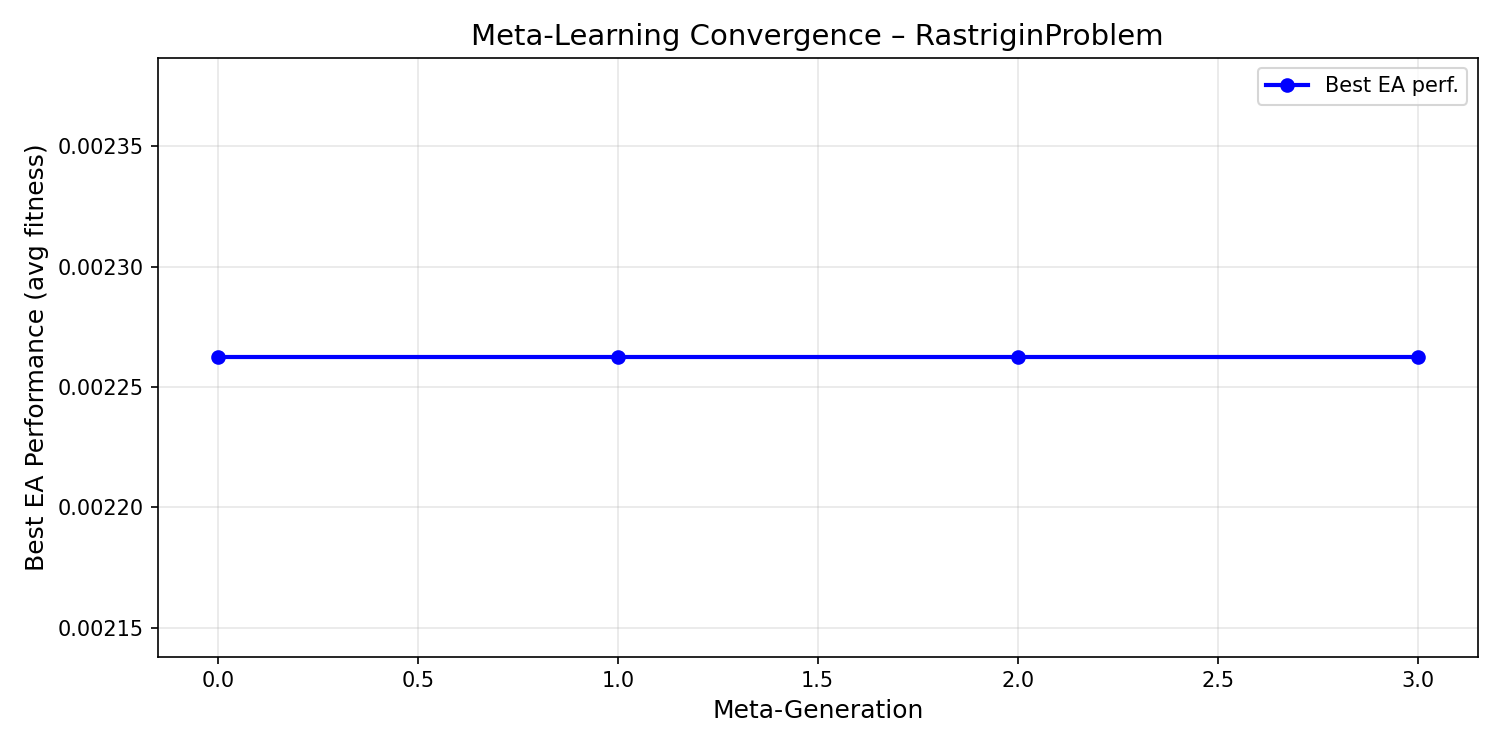 Meta-Learning Convergence – RastriginProblem
Best EA perf.
Best EA Performance (avg fitness)
0.00235
0.00230
0.00225
0.00220
0.00215
0.0 0.5 1.0 1.5 2.0 2.5 3.0
Meta-Generation